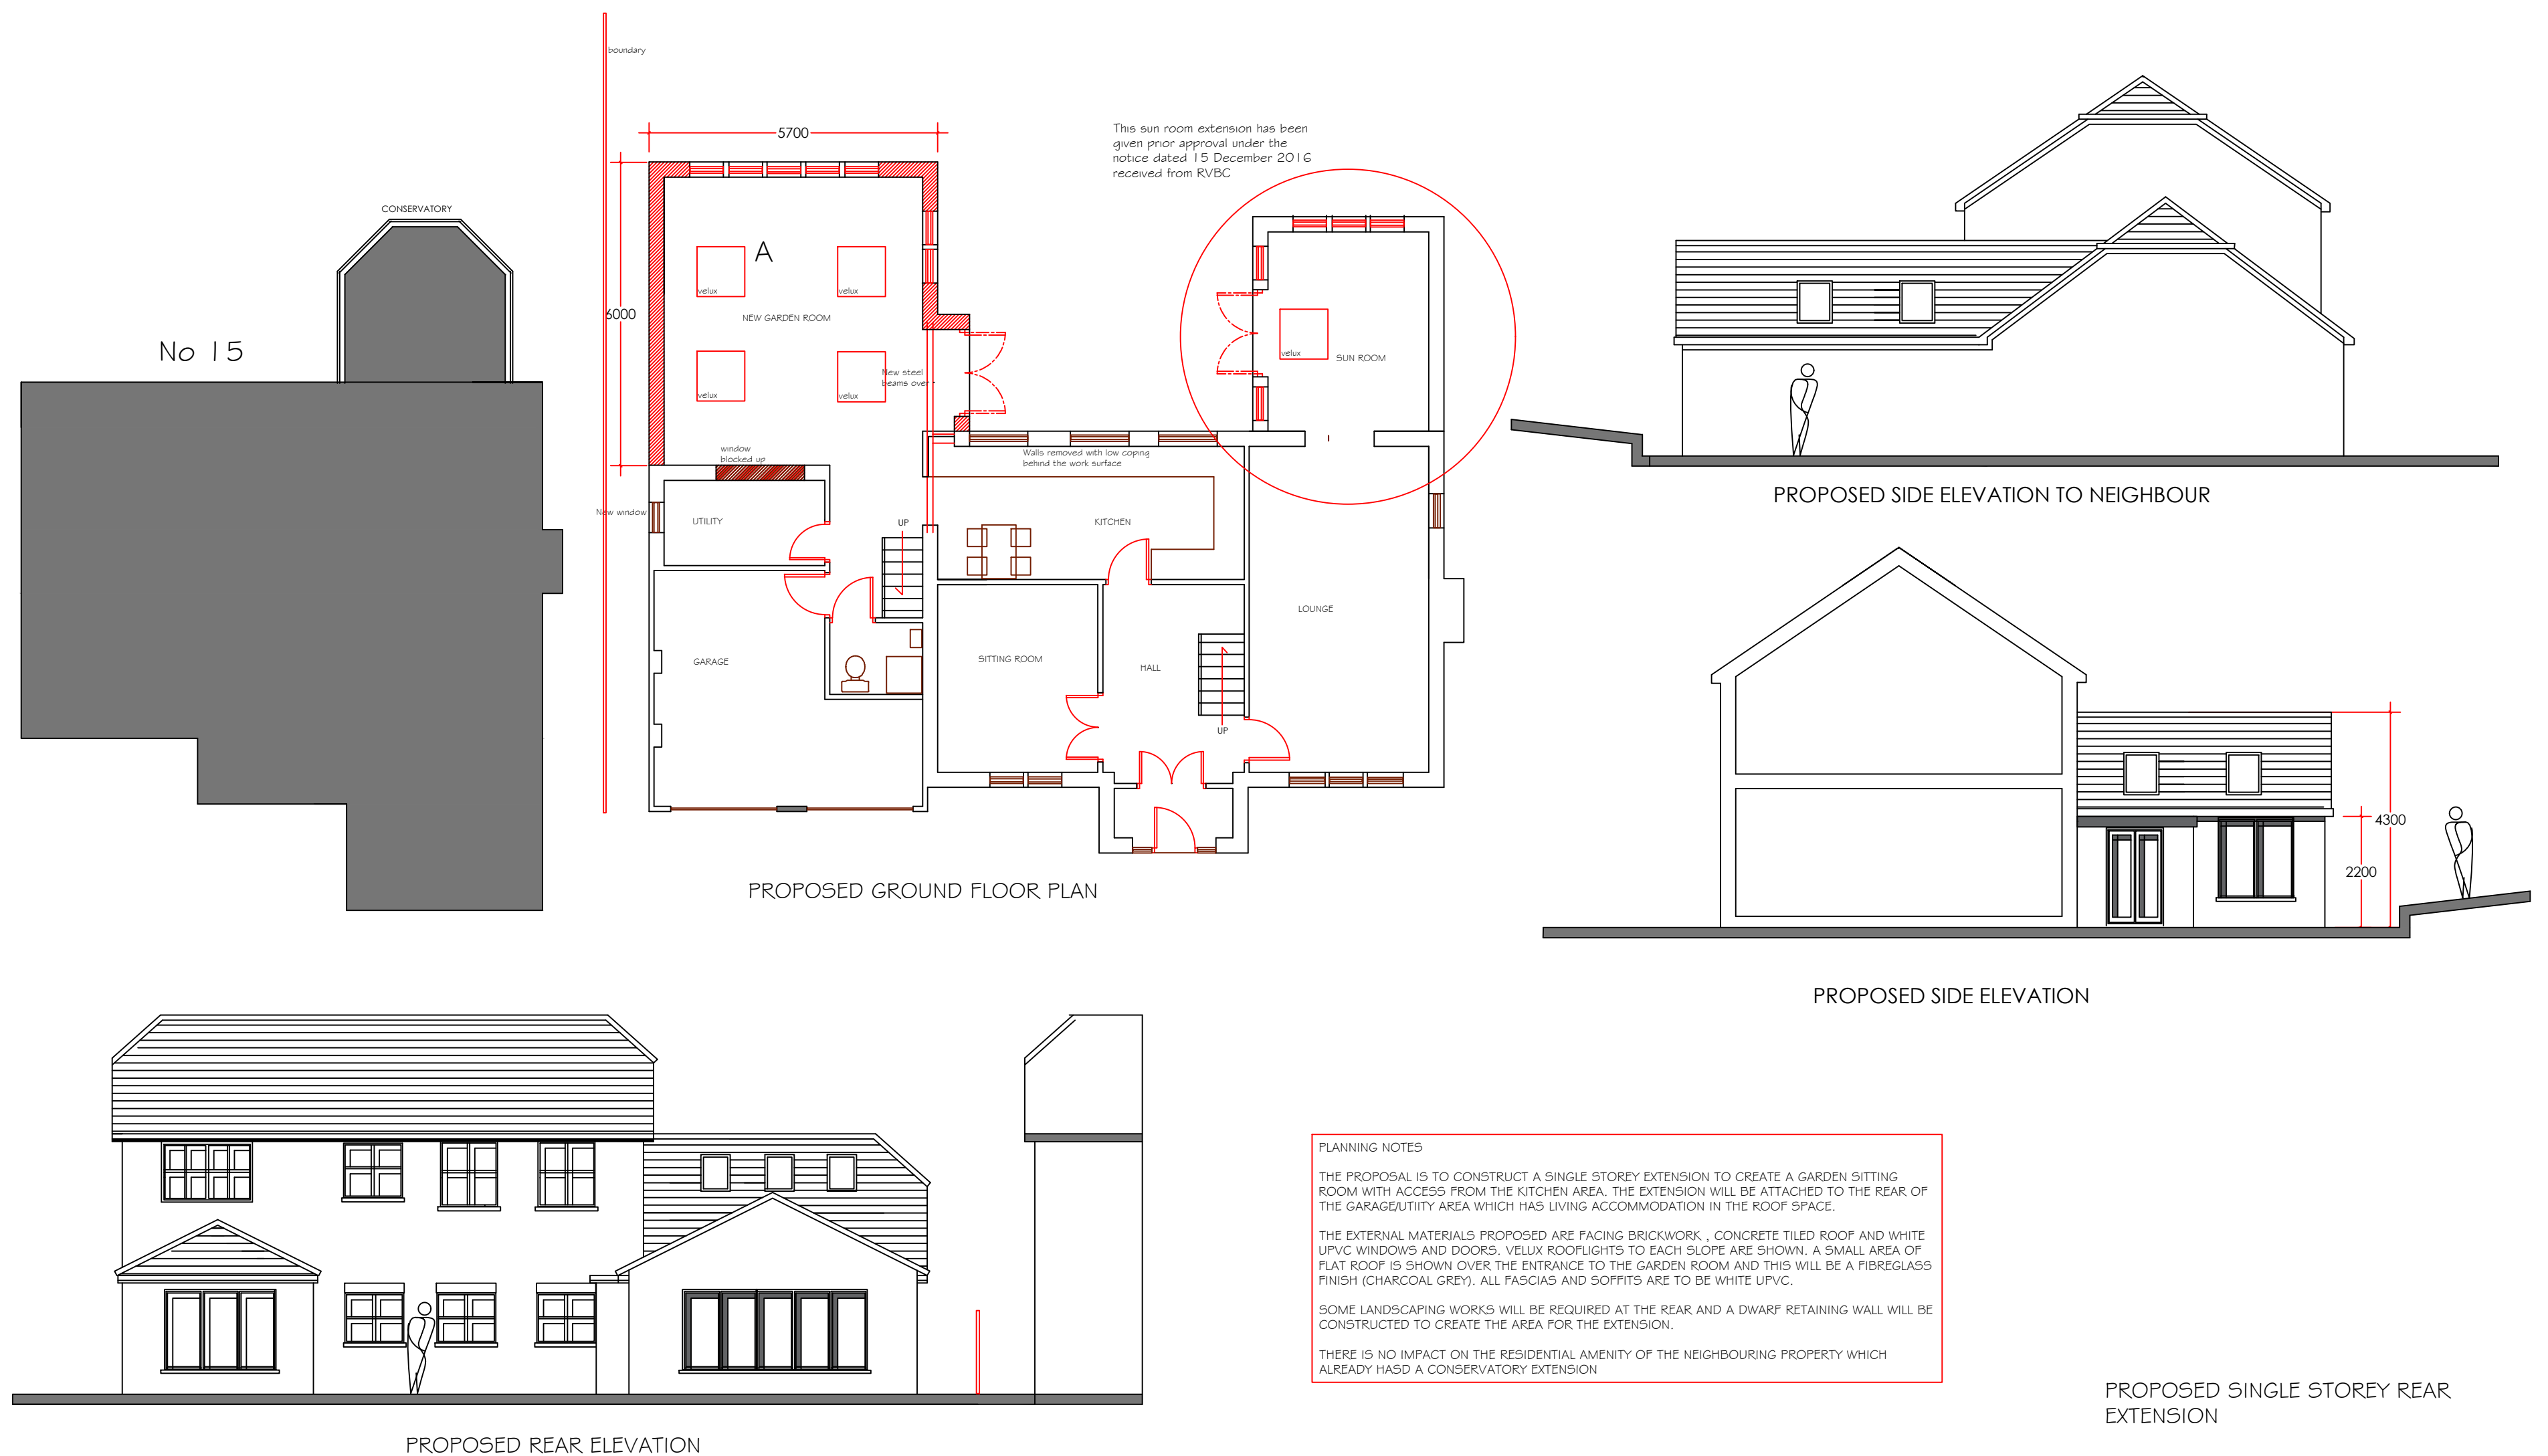 boundary
5700
This sun room extension has been
given prior approval under the
notice dated 15 December 2016
received from RVBC
CONSERVATORY
A
velux
velux
6000
NEW GARDEN ROOM
No 15
velux
SUN ROOM
New steel
beams over
velux
velux
window
blocked up
Walls removed with low coping
behind the work surface
New window
UTILITY
UP
KITCHEN
LOUNGE
GARAGE
SITTING ROOM
HALL
UP
PROPOSED GROUND FLOOR PLAN
PROPOSED SIDE ELEVATION TO NEIGHBOUR
4300
2200
PROPOSED SIDE ELEVATION
PLANNING NOTES
THE PROPOSAL IS TO CONSTRUCT A SINGLE STOREY EXTENSION TO CREATE A GARDEN SITTING
ROOM WITH ACCESS FROM THE KITCHEN AREA. THE EXTENSION WILL BE ATTACHED TO THE REAR OF
THE GARAGE/UTIITY AREA WHICH HAS LIVING ACCOMMODATION IN THE ROOF SPACE.
THE EXTERNAL MATERIALS PROPOSED ARE FACING BRICKWORK , CONCRETE TILED ROOF AND WHITE
UPVC WINDOWS AND DOORS. VELUX ROOFLIGHTS TO EACH SLOPE ARE SHOWN. A SMALL AREA OF
FLAT ROOF IS SHOWN OVER THE ENTRANCE TO THE GARDEN ROOM AND THIS WILL BE A FIBREGLASS
FINISH (CHARCOAL GREY). ALL FASCIAS AND SOFFITS ARE TO BE WHITE UPVC.
SOME LANDSCAPING WORKS WILL BE REQUIRED AT THE REAR AND A DWARF RETAINING WALL WILL BE
CONSTRUCTED TO CREATE THE AREA FOR THE EXTENSION.
THERE IS NO IMPACT ON THE RESIDENTIAL AMENITY OF THE NEIGHBOURING PROPERTY WHICH
ALREADY HASD A CONSERVATORY EXTENSION
PROPOSED REAR ELEVATION
PROPOSED SINGLE STOREY REAR
EXTENSION